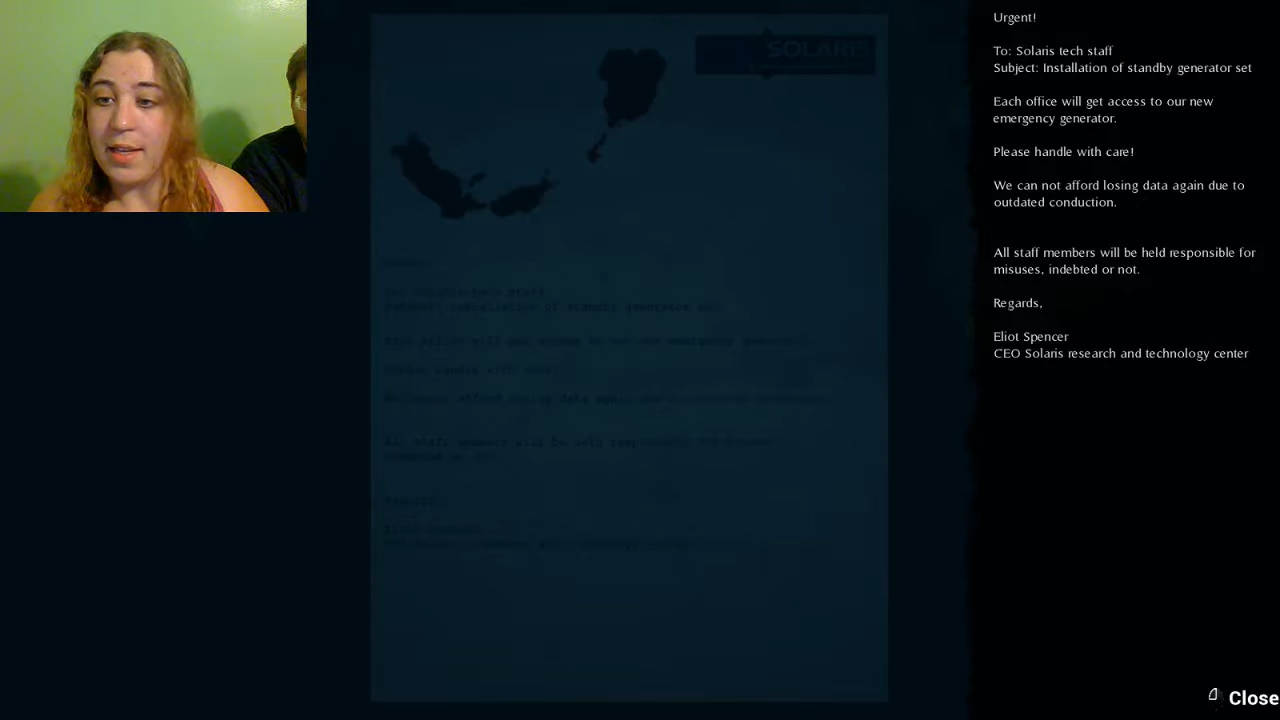 SOLARIS
Urgent!
To: Solaris tech staff
Subject: Installation of standby generator set
Each office will get access to our new
emergency generator.
Please handle with care!
We can not afford losing data again due to
outdated conduction.
All staff members will be held responsible for
misuses, indebted or not.
Regards,
Eliot Spencer
CEO Solaris research and technology center
Close